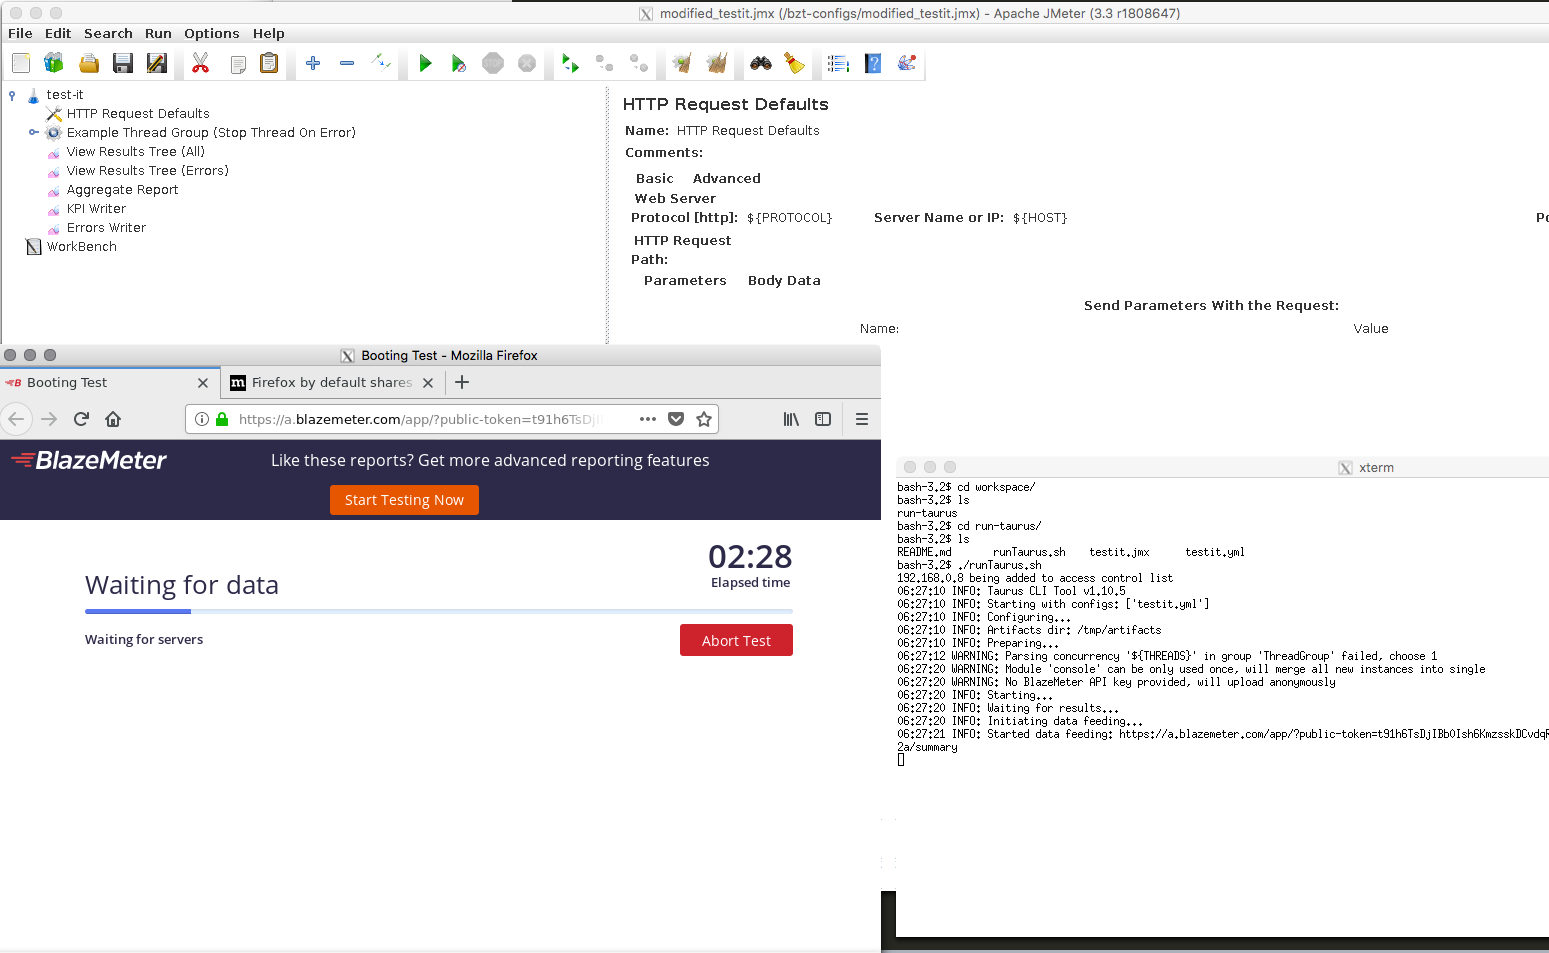 modified_testit.jmx (/bzt-configs/modified_testit.jmx) - Apache JMeter (3.3 r1808647)
File Edit Search Run Options Help
test-it
HTTP Request Defaults
Example Thread Group (Stop Thread On Error)
View Results Tree (All)
View Results Tree (Errors)
Aggregate Report
KPI Writer
Errors Writer
WorkBench
HTTP Request Defaults
Name: HTTP Request Defaults
Comments:
Basic Advanced
Web Server
Protocol [http]: ${PROTOCOL} Server Name or IP: ${HOST}
HTTP Request
Path:
Parameters Body Data
Send Parameters With the Request:
Name: Value
Booting Test - Mozilla Firefox
Booting Test
Firefox by default shares
https://a.blazemeter.com/app/?public-token=t91h6TsDjI
BlazeMeter
Like these reports? Get more advanced reporting features
Start Testing Now
02:28
Elapsed time
Waiting for data
Waiting for servers
Abort Test
xterm
bash-3.2$ cd workspace/
bash-3.2$ ls
run-taurus
bash-3.2$ cd run-taurus/
bash-3.2$ ls
README.md runTaurus.sh testit.jmx testit.yml
bash-3.2$ ./runTaurus.sh
192.168.0.8 being added to access control list
06:27:10 INFO: Taurus CLI Tool v1.10.5
06:27:10 INFO: Starting with configs: ['testit.yml']
06:27:10 INFO: Configuring...
06:27:10 INFO: Artifacts dir: /tmp/artifacts
06:27:10 INFO: Preparing...
06:27:12 WARNING: Parsing concurrency '${THREADS}' in group 'ThreadGroup' failed, choose 1
06:27:20 WARNING: Module 'console' can be only used once, will merge all new instances into single
06:27:20 WARNING: No BlazeMeter API key provided, will upload anonymously
06:27:20 INFO: Starting...
06:27:20 INFO: Waiting for results...
06:27:20 INFO: Initiating data feeding...
06:27:21 INFO: Started data feeding: https://a.blazemeter.com/app/?public-token=t91h6TsDjIBbOIsh6KmzsskDCvdqR
2a/summary